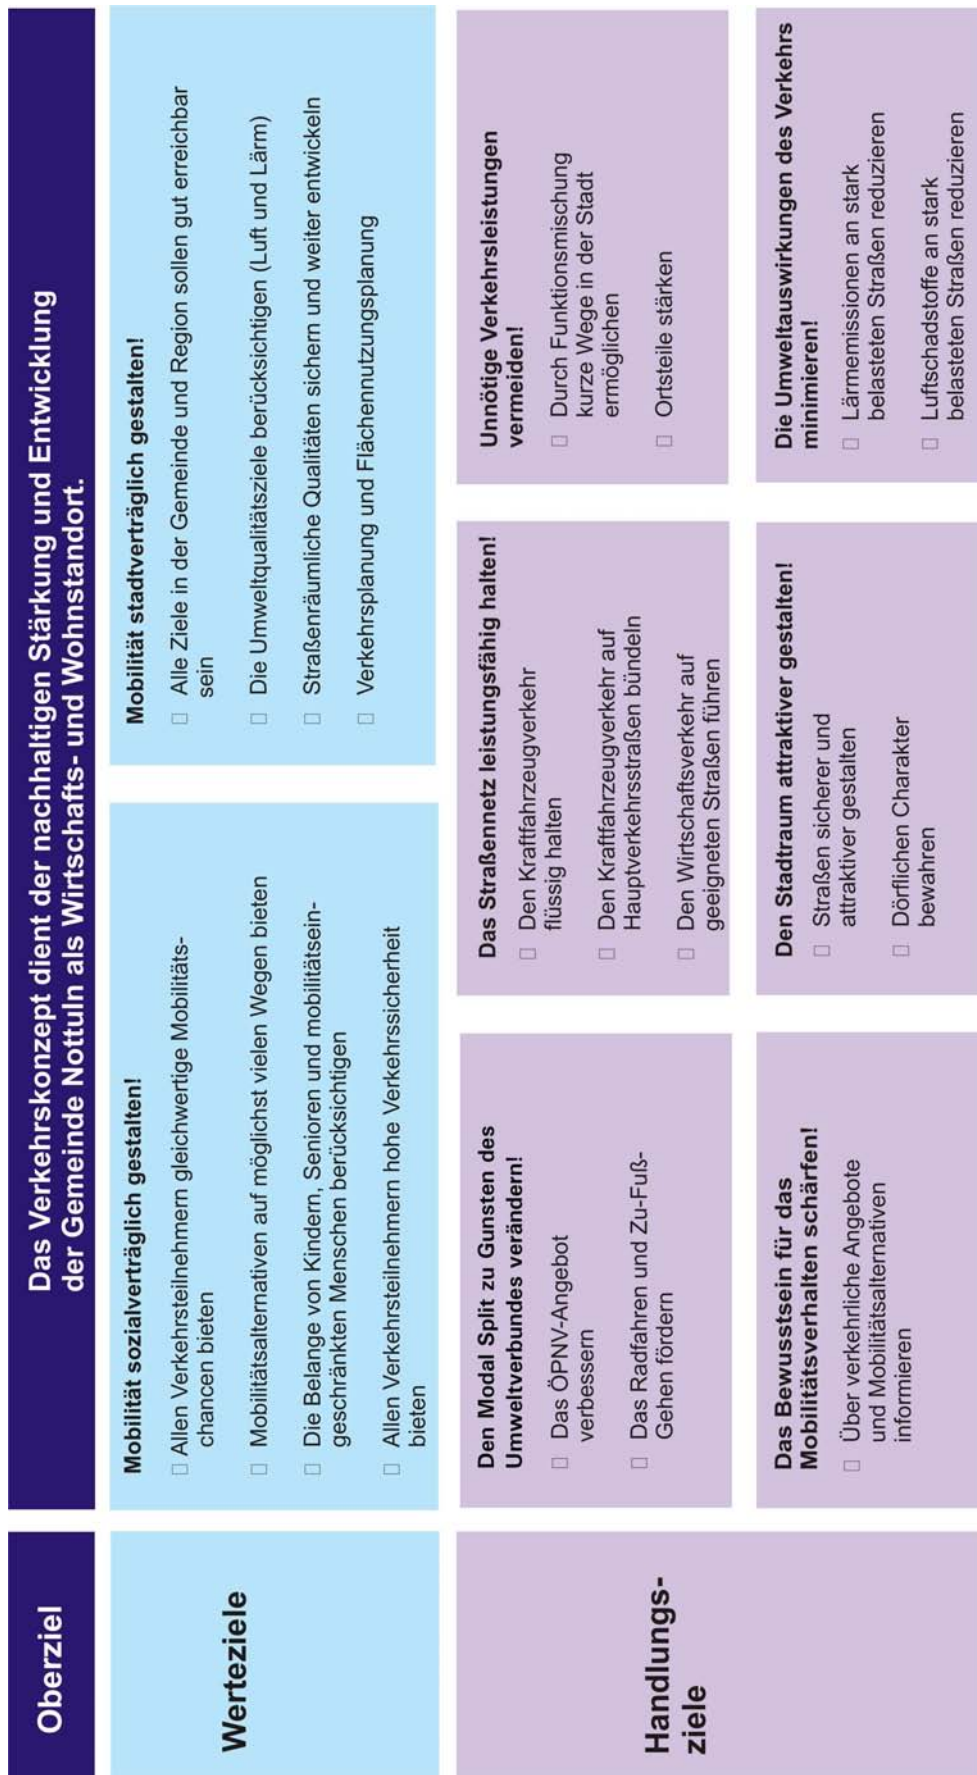 Oberziel
Das Verkehrskonzept dient der nachhaltigen Stärkung und Entwicklung
der Gemeinde Nottuln als Wirtschafts- und Wohnstandort.
Werteziele
Mobilität sozialverträglich gestalten!
Allen Verkehrsteilnehmern gleichwertige Mobilitäts-
chancen bieten
Mobilitätsalternativen auf möglichst vielen Wegen bieten
Die Belange von Kindern, Senioren und mobilitätsein-
geschränkten Menschen berücksichtigen
Allen Verkehrsteilnehmern hohe Verkehrssicherheit
bieten
Mobilität stadtverträglich gestalten!
Alle Ziele in der Gemeinde und Region sollen gut erreichbar
sein
Die Umweltqualitätsziele berücksichtigen (Luft und Lärm)
Straßenräumliche Qualitäten sichern und weiter entwickeln
Verkehrsplanung und Flächennutzungsplanung
Handlungs-
ziele
Den Modal Split zu Gunsten des
Umweltverbundes verändern!
Das ÖPNV-Angebot
verbessern
Das Radfahren und Zu-Fuß-
Gehen fördern
Das Straßennetz leistungsfähig halten!
Den Kraftfahrzeugverkehr
flüssig halten
Den Kraftfahrzeugverkehr auf
Hauptverkehrsstraßen bündeln
Den Wirtschaftsverkehr auf
geeigneten Straßen führen
Unnötige Verkehrsleistungen
vermeiden!
Durch Funktionsmischung
kurze Wege in der Stadt
ermöglichen
Ortsteile stärken
Das Bewusstsein für das
Mobilitätsverhalten schärfen!
Über verkehrliche Angebote
und Mobilitätsalternativen
informieren
Den Stadtraum attraktiver gestalten!
Straßen sicherer und
attraktiver gestalten
Dörflichen Charakter
bewahren
Die Umweltauswirkungen des Verkehrs
minimieren!
Lärmemissionen an stark
belasteten Straßen reduzieren
Luftschadstoffe an stark
belasteten Straßen reduzieren